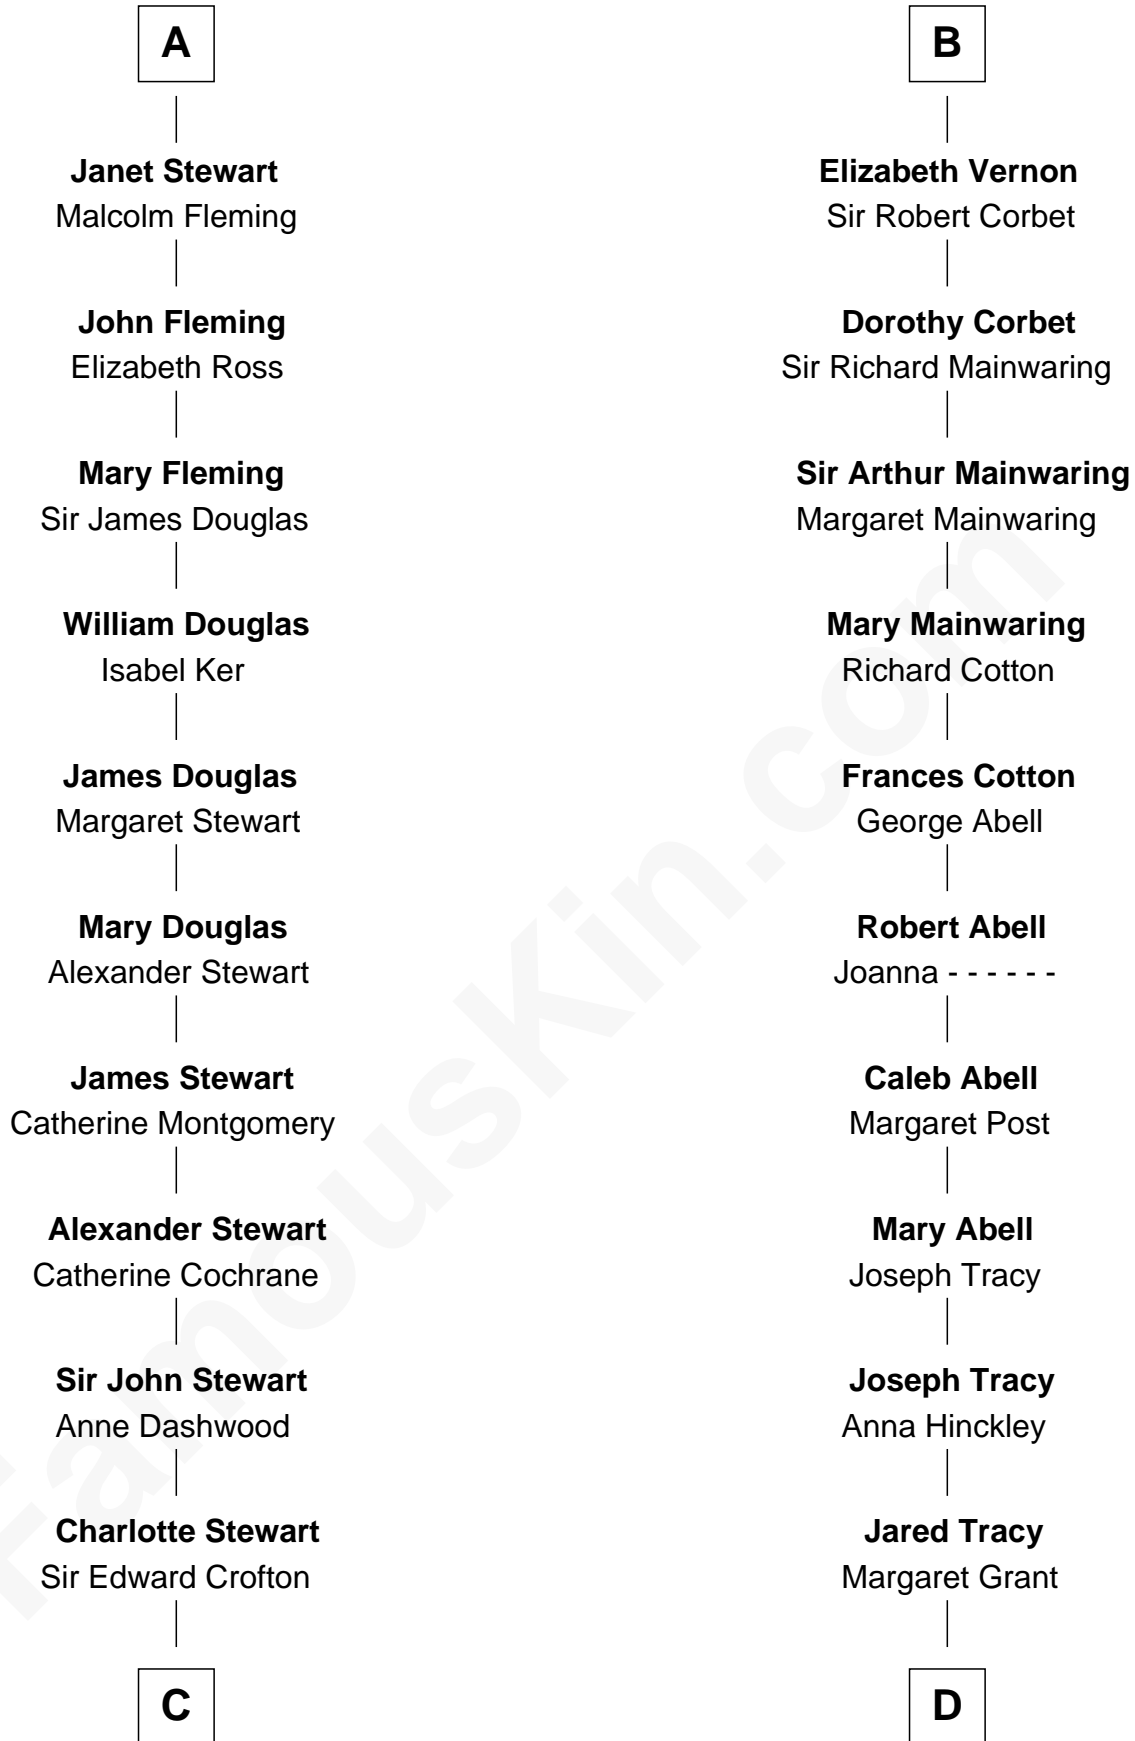 A
Janet Stewart
Malcolm Fleming
John Fleming
Elizabeth Ross
Mary Fleming
Sir James Douglas
William Douglas
Isabel Ker
James Douglas
Margaret Stewart
Mary Douglas
Alexander Stewart
James Stewart
Catherine Montgomery
Alexander Stewart
Catherine Cochrane
Sir John Stewart
Anne Dashwood
Charlotte Stewart
Sir Edward Crofton
C
B
Elizabeth Vernon
Sir Robert Corbet
Dorothy Corbet
Sir Richard Mainwaring
Sir Arthur Mainwaring
Margaret Mainwaring
Mary Mainwaring
Richard Cotton
Frances Cotton
George Abell
Robert Abell
Joanna - - - - - -
Caleb Abell
Margaret Post
Mary Abell
Joseph Tracy
Joseph Tracy
Anna Hinckley
Jared Tracy
Margaret Grant
D
FamousKin.com